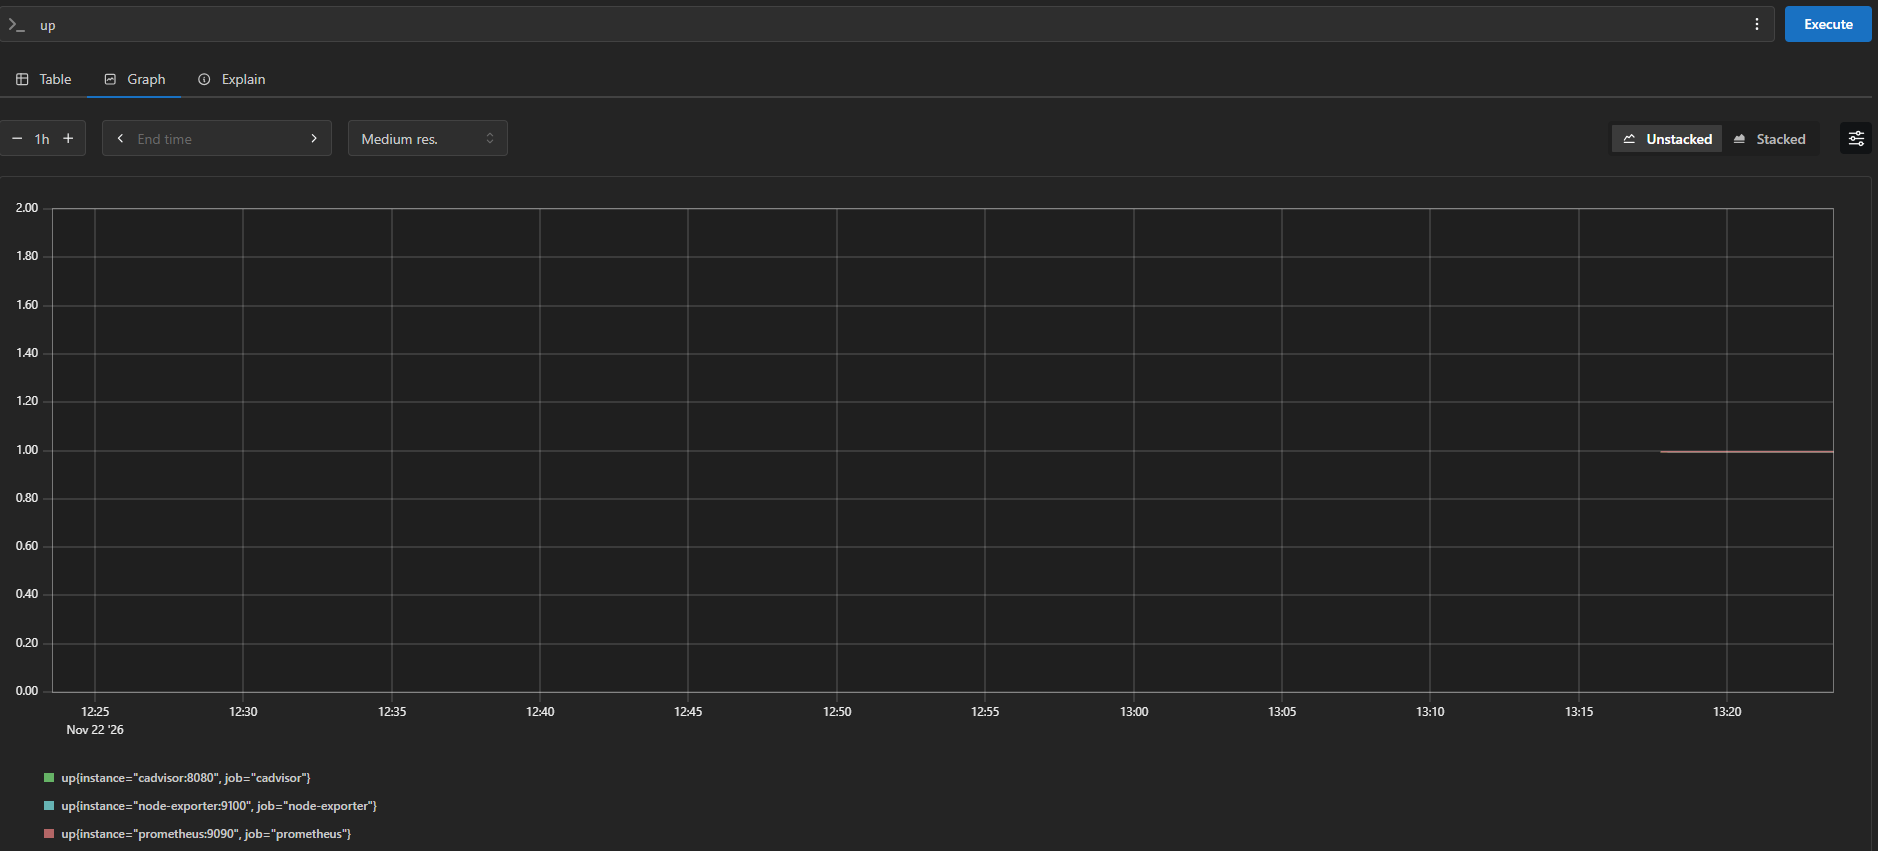 >_ up Execute
Table Graph Explain
− 1h + End time Medium res. Unstacked Stacked
2.00
1.80
1.60
1.40
1.20
1.00
0.80
0.60
0.40
0.20
0.00
12:25 12:30 12:35 12:40 12:45 12:50 12:55 13:00 13:05 13:10 13:15 13:20
Nov 22 '26
up{instance="cadvisor:8080", job="cadvisor"}
up{instance="node-exporter:9100", job="node-exporter"}
up{instance="prometheus:9090", job="prometheus"}